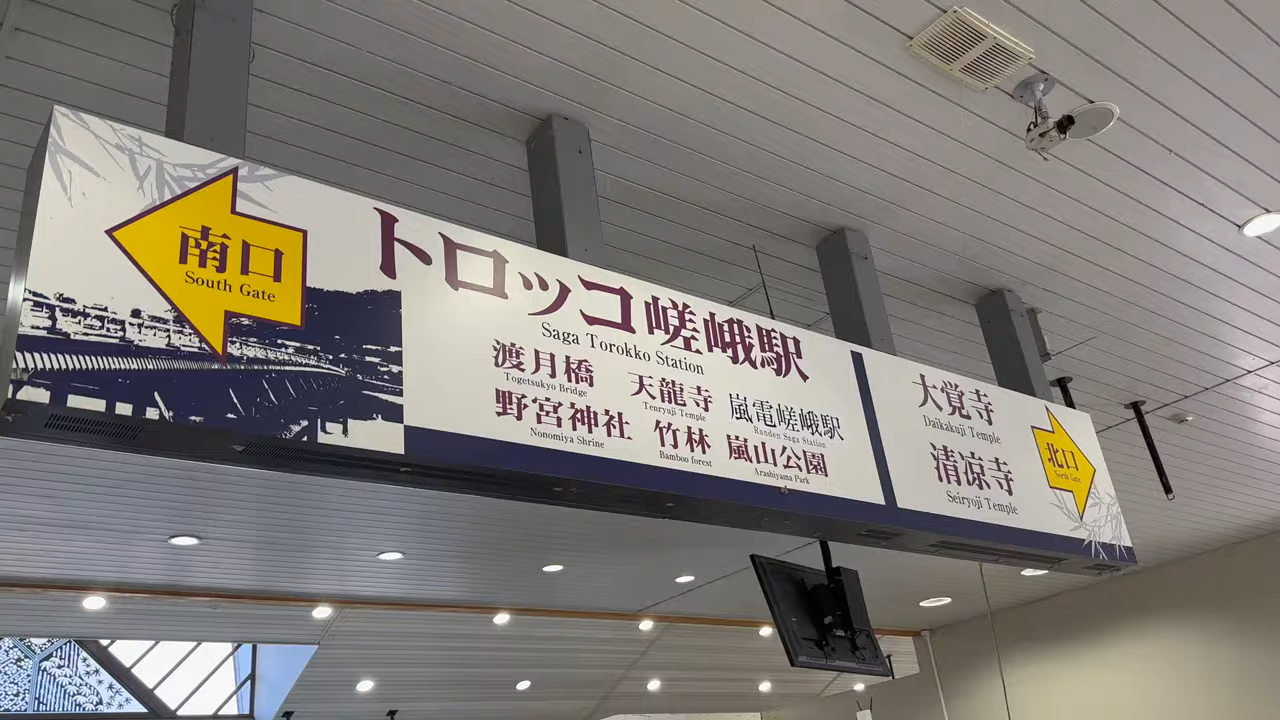 南口
South Gate
トロッコ嵯峨駅
Saga Torokko Station
渡月橋
Togetsukyo Bridge
天龍寺
Tenryuji Temple
嵐電嵯峨駅
Randen Saga Station
野宮神社
Nonomiya Shrine
竹林
Bamboo forest
嵐山公園
Arashiyama Park
大覚寺
Daikakuji Temple
清凉寺
Seiryoji Temple
北口
North Gate